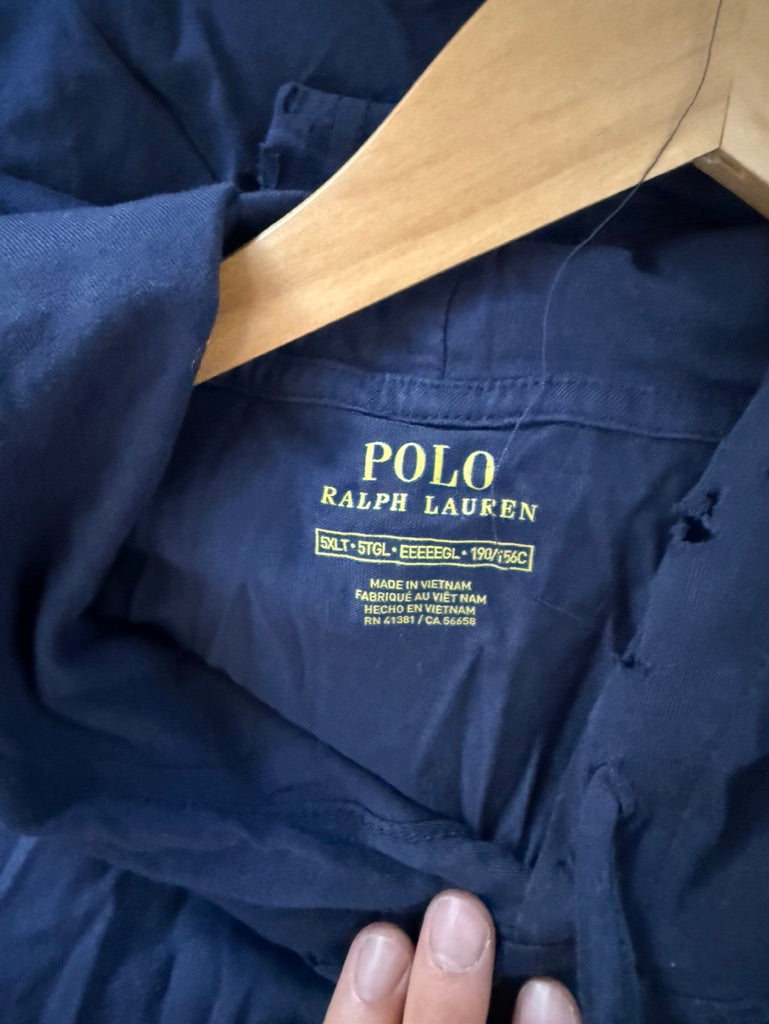 POLO
RALPH LAUREN
5XLT • 5TGL • EEEEEGL • 190/156C
MADE IN VIETNAM
FABRIQUÉ AU VIÊT NAM
HECHO EN VIETNAM
RN 41381 / CA 56658